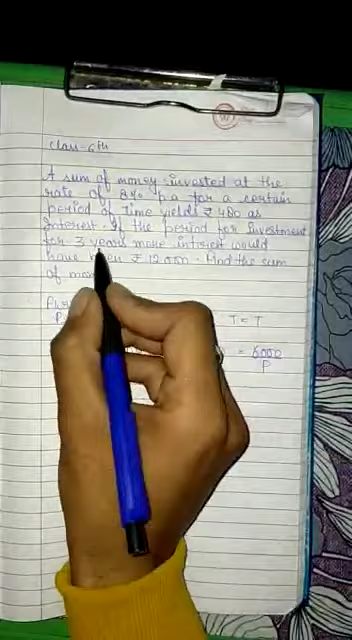 Class-6th
A sum of money invested at the
rate of 8% p.a for a certain
period of time yields ₹ 480 as
Interest. If the period for Investment
for 3 years more interest would
have been ₹ 12,000. find the sum
of
T = T
= 6000
P